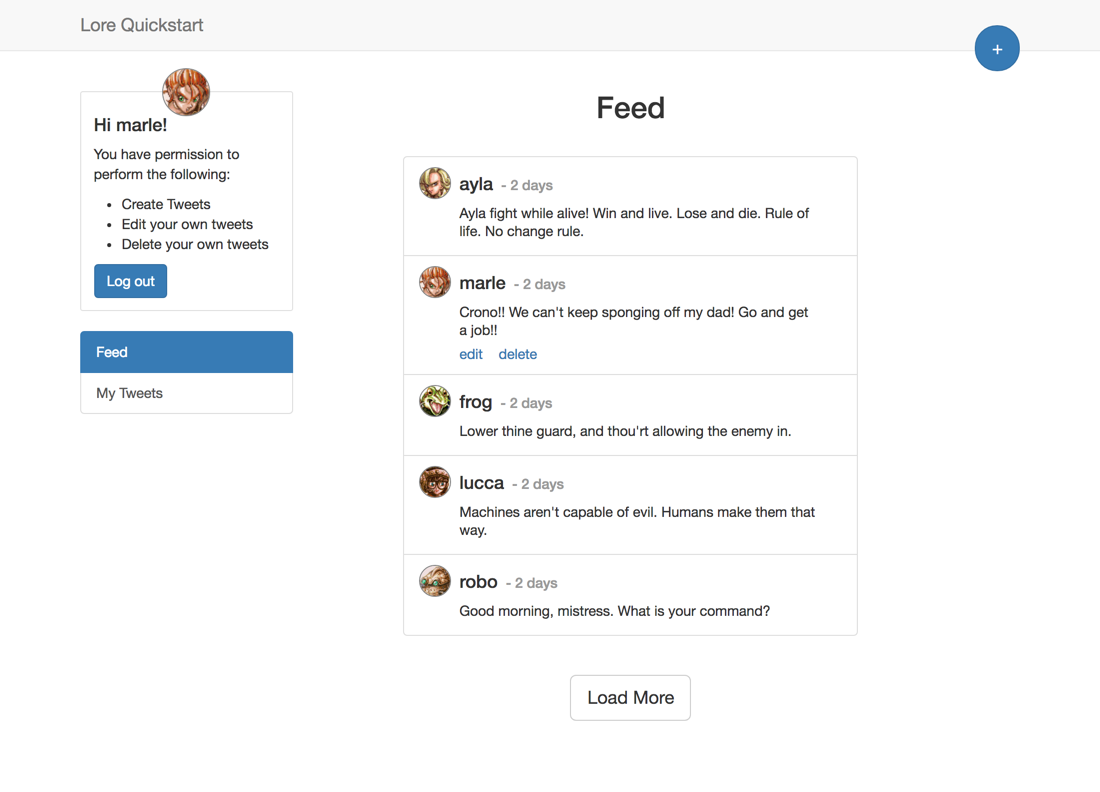 Lore Quickstart
+
Hi marle!
You have permission to
perform the following:
• Create Tweets
• Edit your own tweets
• Delete your own tweets
Log out
Feed
My Tweets
Feed
ayla - 2 days
Ayla fight while alive! Win and live. Lose and die. Rule of
life. No change rule.
marle - 2 days
Crono!! We can't keep sponging off my dad! Go and get
a job!!
edit delete
frog - 2 days
Lower thine guard, and thou'rt allowing the enemy in.
lucca - 2 days
Machines aren't capable of evil. Humans make them that
way.
robo - 2 days
Good morning, mistress. What is your command?
Load More